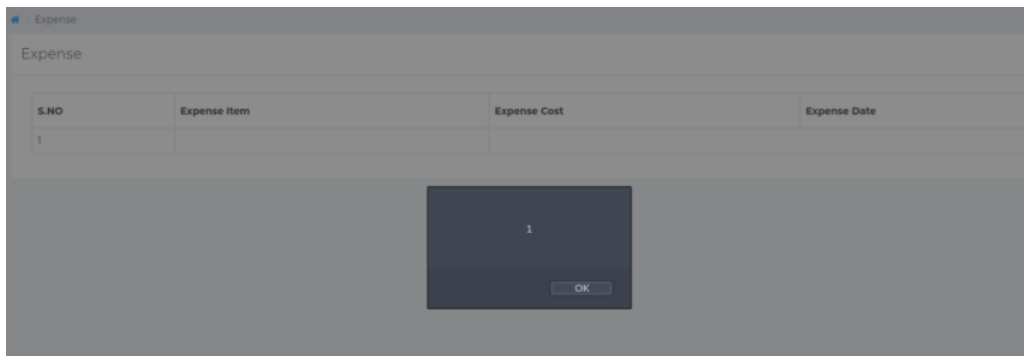 / Expense
Expense
S.NO Expense Item Expense Cost Expense Date
1
1
OK